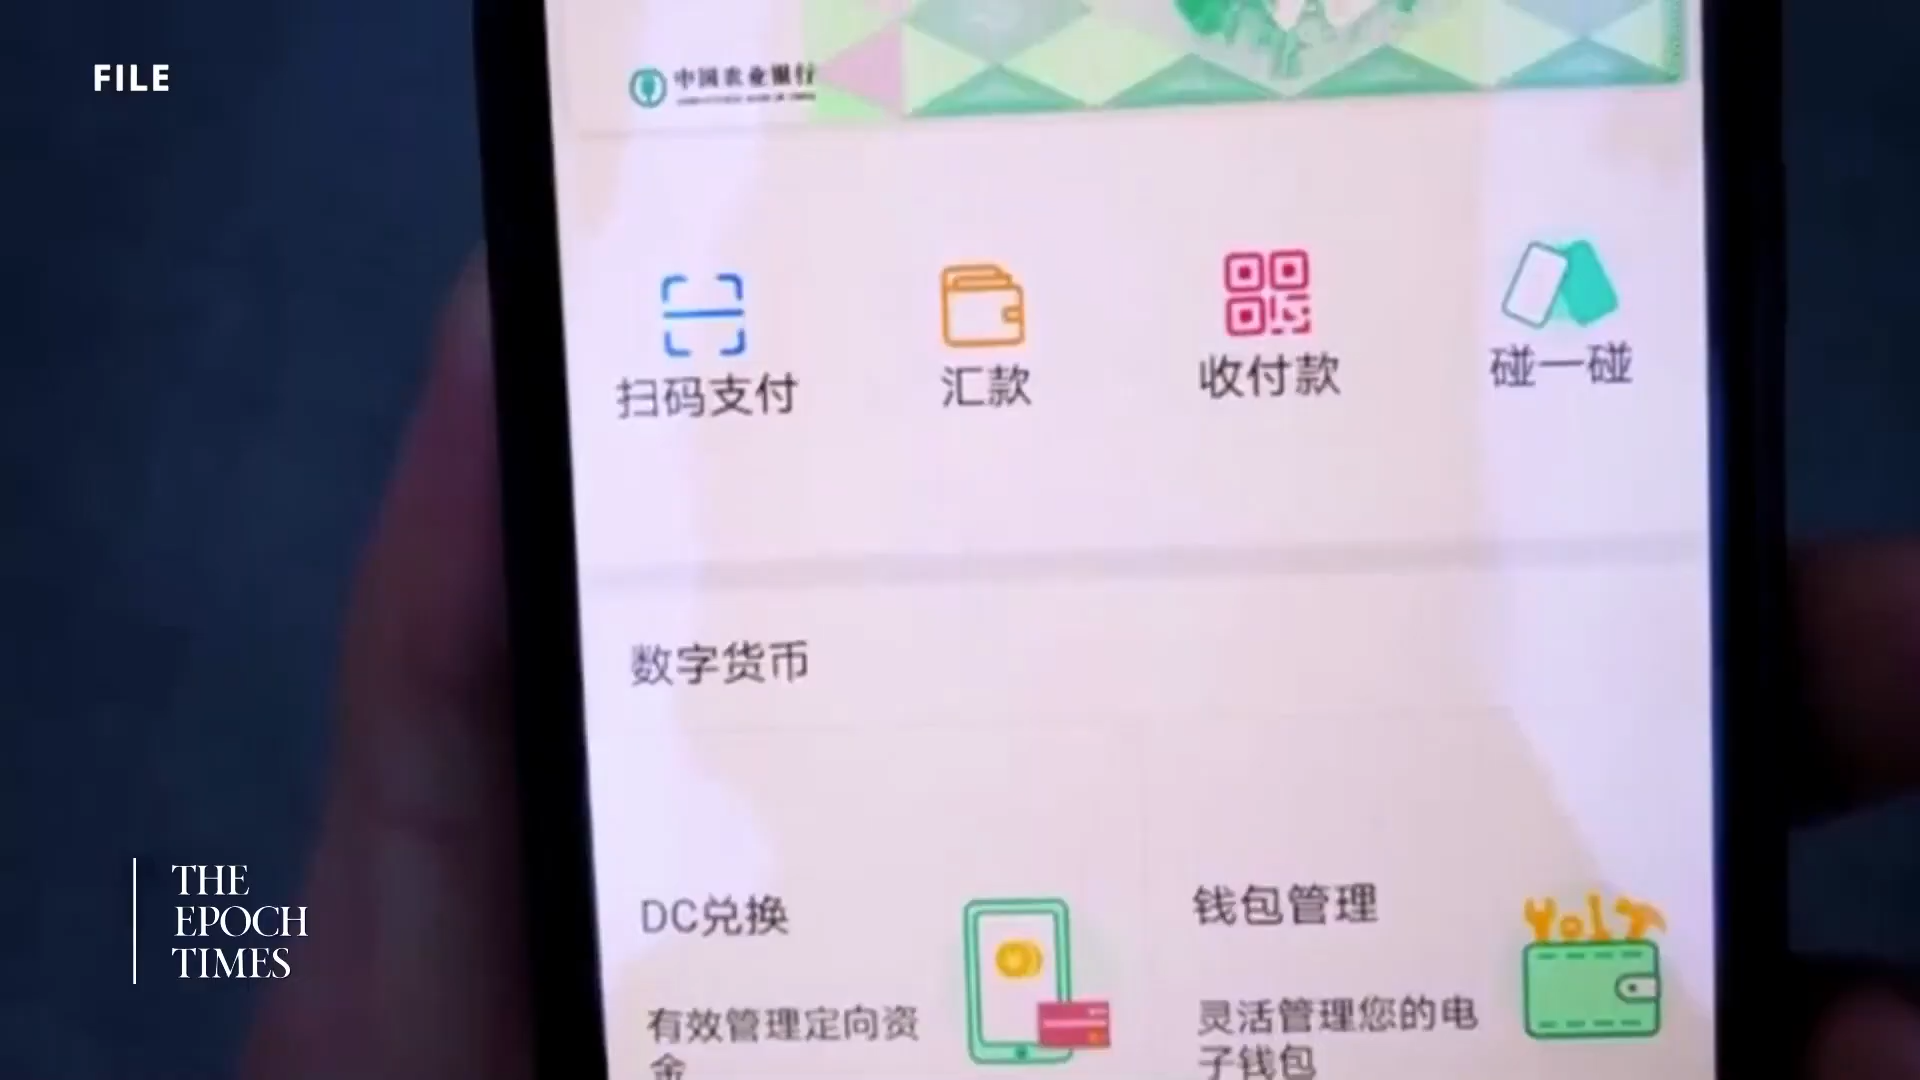 FILE
中国农业银行
扫码支付
汇款
收付款
碰一碰
数字货币
DC兑换
钱包管理
有效管理定向资
金
灵活管理您的电
子钱包
THE
EPOCH
TIMES